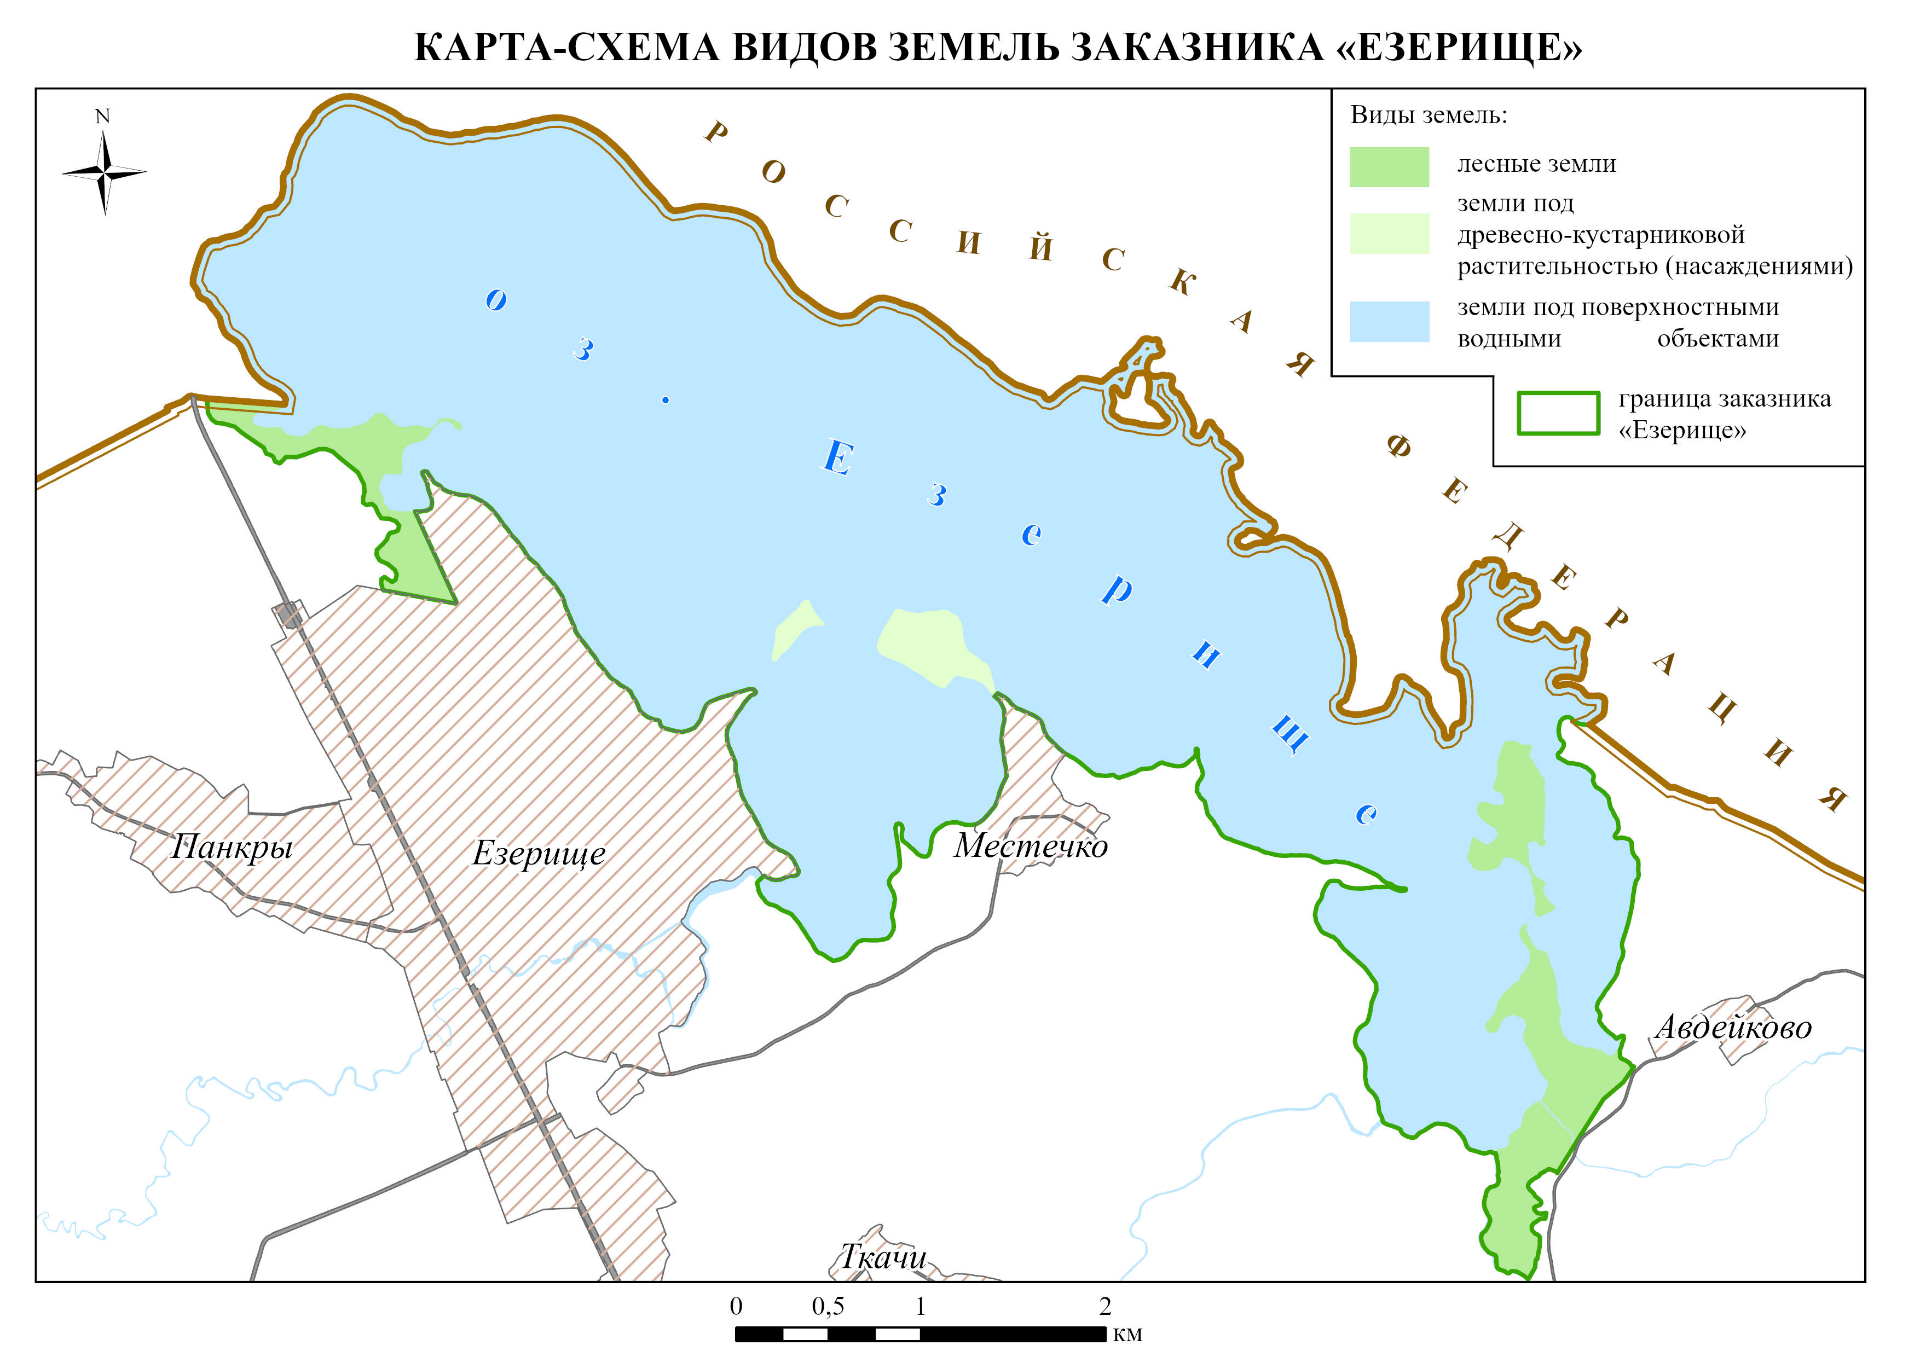 КАРТА-СХЕМА ВИДОВ ЗЕМЕЛЬ ЗАКАЗНИКА «ЕЗЕРИЩЕ»
N
Виды земель:
лесные земли
земли под
древесно-кустарниковой
растительностью (насаждениями)
земли под поверхностными
водными объектами
граница заказника
«Езерище»
РОССИЙСКАЯ ФЕДЕРАЦИЯ
оз. Езерище
Панкры
Езерище
Местечко
Авдейково
Ткачи
0 0,5 1 2
км